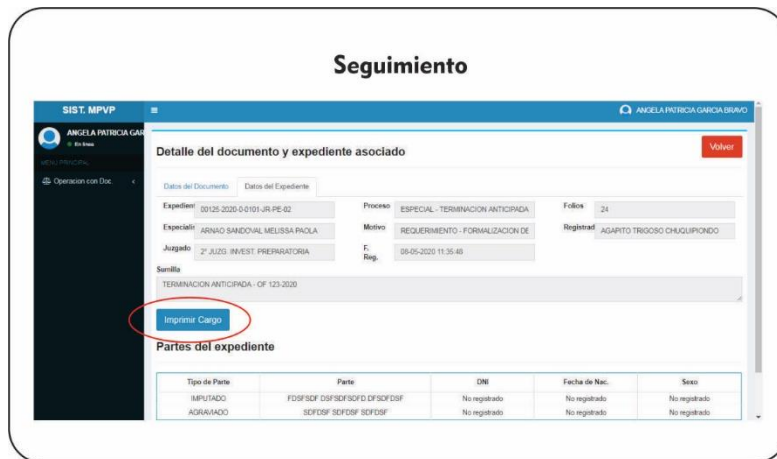 Seguimiento
SIST. MPVP
ANGELA PATRICIA GARCIA BRAVO
ANGELA PATRICIA GAR
En línea
MENÚ PRINCIPAL
Operacion con Doc.
Detalle del documento y expediente asociado
Volver
Datos del Documento Datos del Expediente
Expedient 00125-2020-0-0101-JR-PE-02 Proceso ESPECIAL - TERMINACION ANTICIPADA Folios 24
Especialis ARNAO SANDOVAL MELISSA PAOLA Motivo REQUERIMIENTO - FORMALIZACION DE Registrad AGAPITO TRIGOSO CHUQUIPIONDO
Juzgado 2° JUZG. INVEST. PREPARATORIA F. Reg. 08-05-2020 11:35:48
Sumilla
TERMINACION ANTICIPADA - OF 123-2020
Imprimir Cargo
Partes del expediente
Tipo de Parte Parte DNI Fecha de Nac. Sexo
IMPUTADO No registrado No registrado No registrado
AGRAVIADO SDFDSF SDFDSF SDFDSF No registrado No registrado No registrado